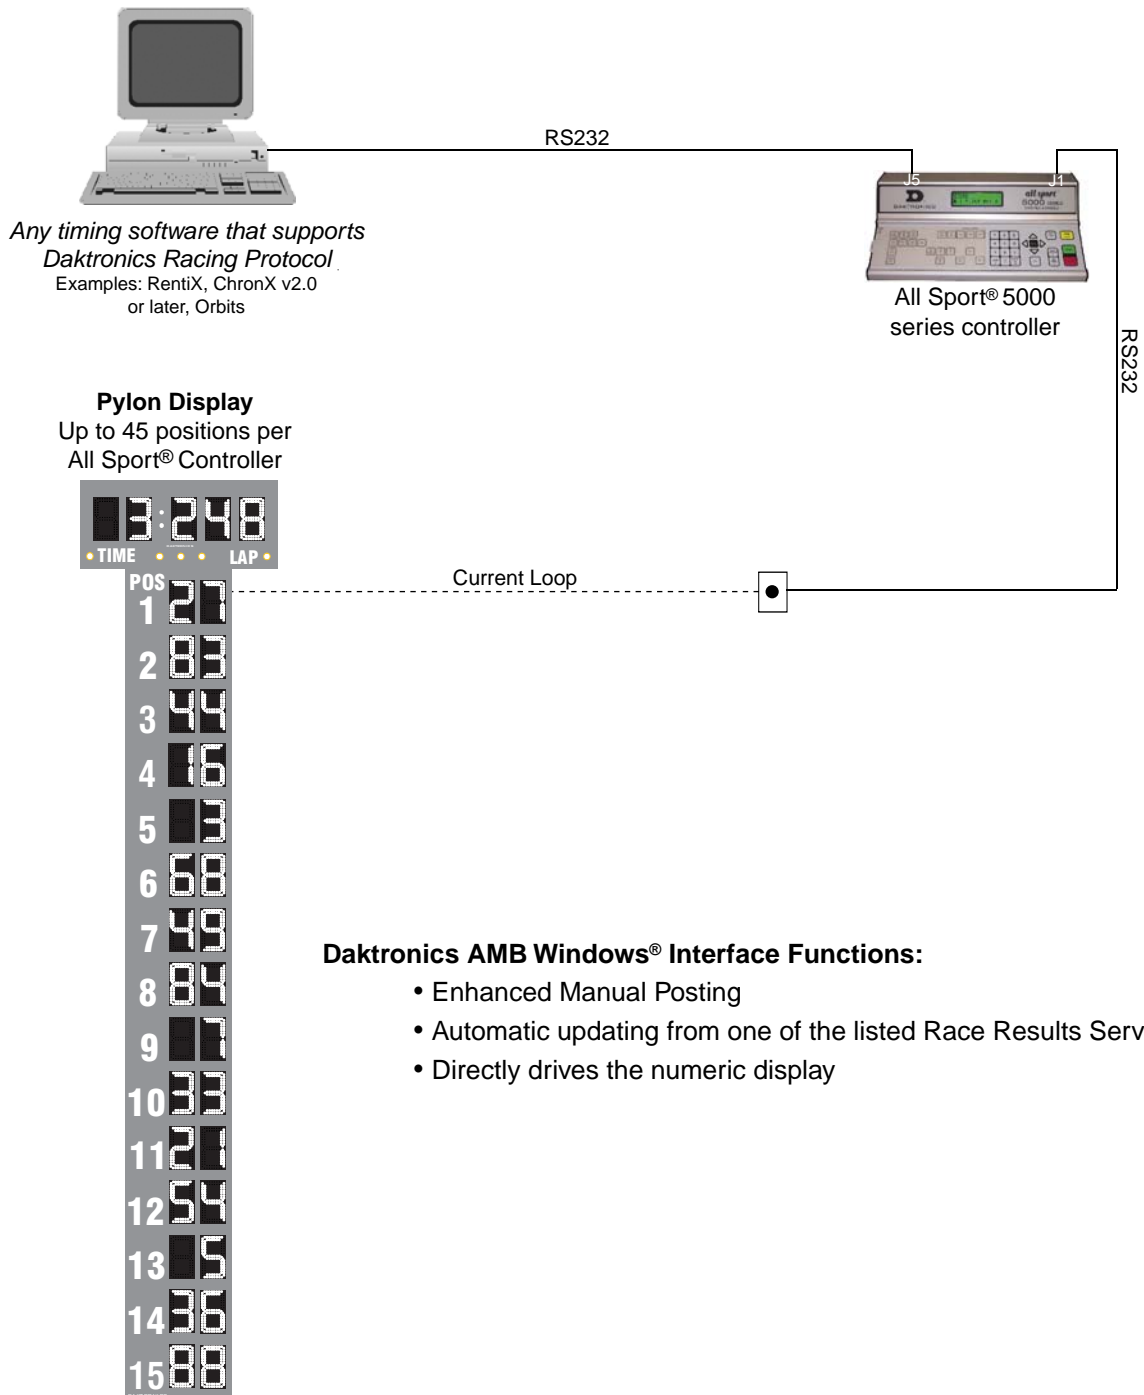 RS232
J5
J1
all sport
5000 SERIES
Any timing software that supports
Daktronics Racing Protocol
Examples: RentiX, ChronX v2.0
or later, Orbits
All Sport® 5000
series controller
RS232
Pylon Display
Up to 45 positions per
All Sport® Controller
3:248
TIME LAP
Current Loop
POS
1 27
2 83
3 44
4 16
5 3
6 68
7 49
8 84
9 7
10 33
11 21
12 54
13 5
14 36
15 88
Daktronics AMB Windows® Interface Functions:
• Enhanced Manual Posting
• Automatic updating from one of the listed Race Results Serv
• Directly drives the numeric display